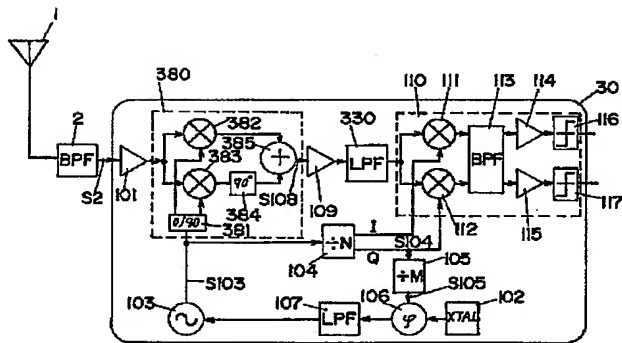 1
380
110 111 113 114 30
2
382
385
116
BPF
383
+
330
LPF
BPF
S2
101
90°
384
S108
109
117
0/90
381
I
÷N
Q
S104
112
115
104
105
÷M
S105
S103
103
107
LPF
106
φ
XTAL
102